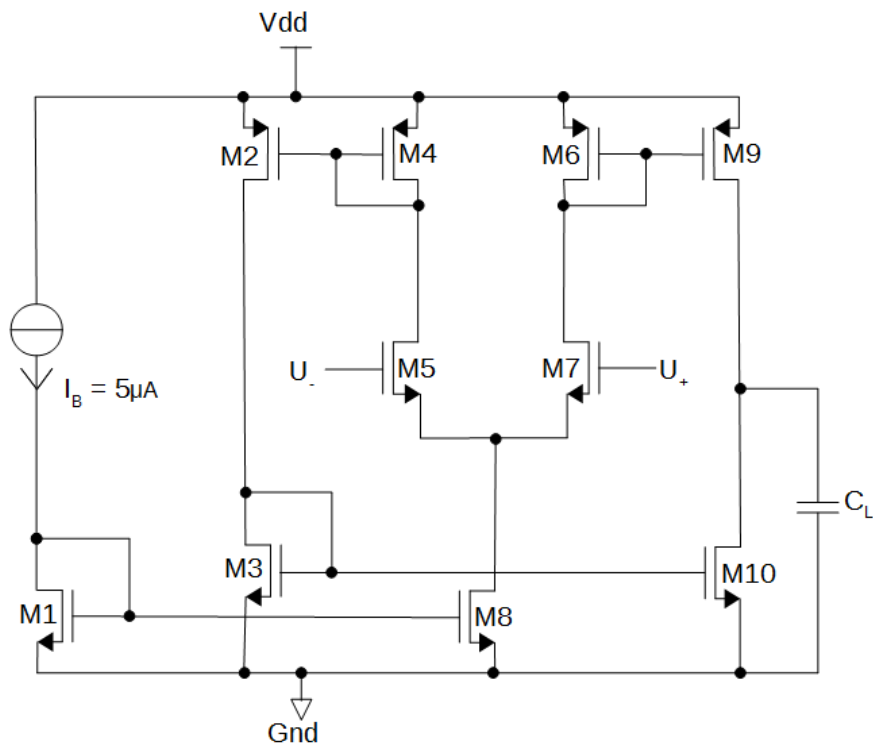 Vdd
M2
M4
M6
M9
U-
M5
M7
U+
I_B = 5µA
C_L
M3
M10
M1
M8
Gnd